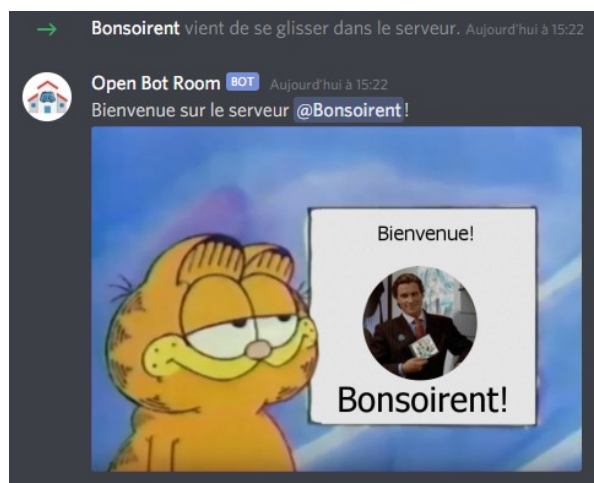 Bonsoirent vient de se glisser dans le serveur. Aujourd'hui à 15:22
Open Bot Room BOT Aujourd'hui à 15:22
Bienvenue sur le serveur @Bonsoirent!
Bienvenue!
Bonsoirent!